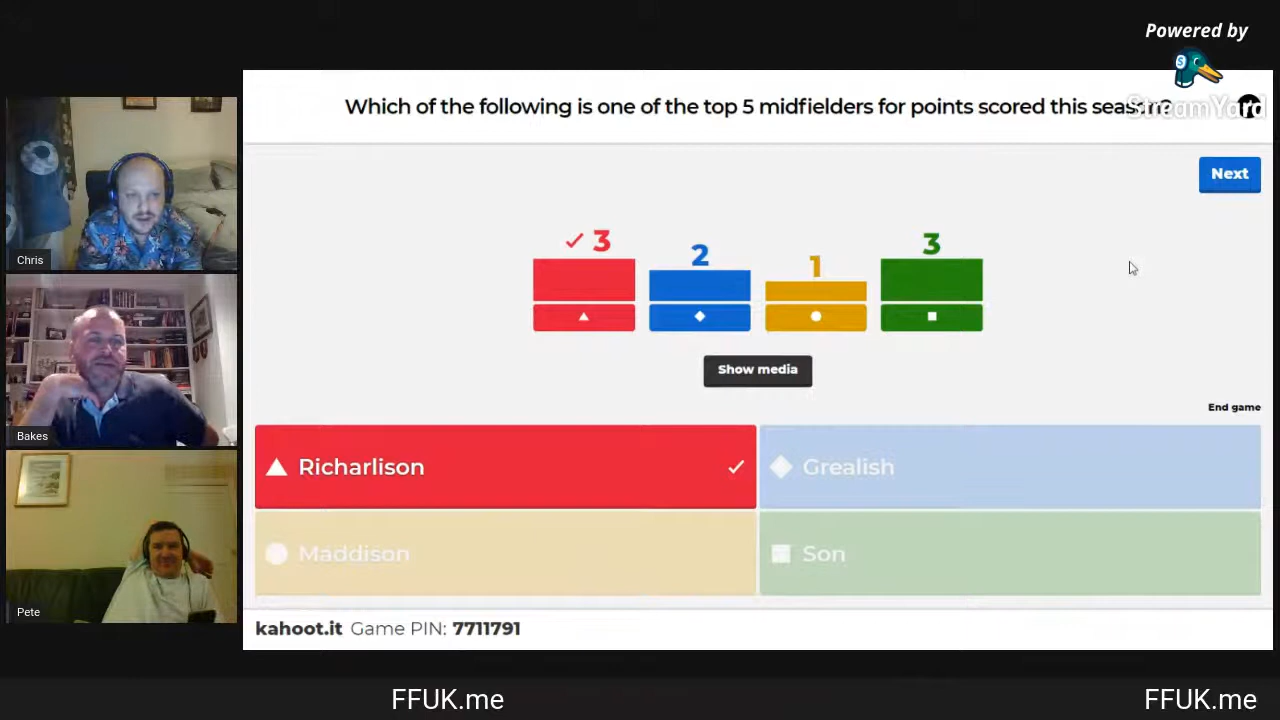 Powered by
StreamYard
Which of the following is one of the top 5 midfielders for points scored this season?
Next
3
2
1
3
Show media
End game
Richarlison
Grealish
Maddison
Son
kahoot.it Game PIN: 7711791
Chris
Bakes
Pete
FFUK.me
FFUK.me